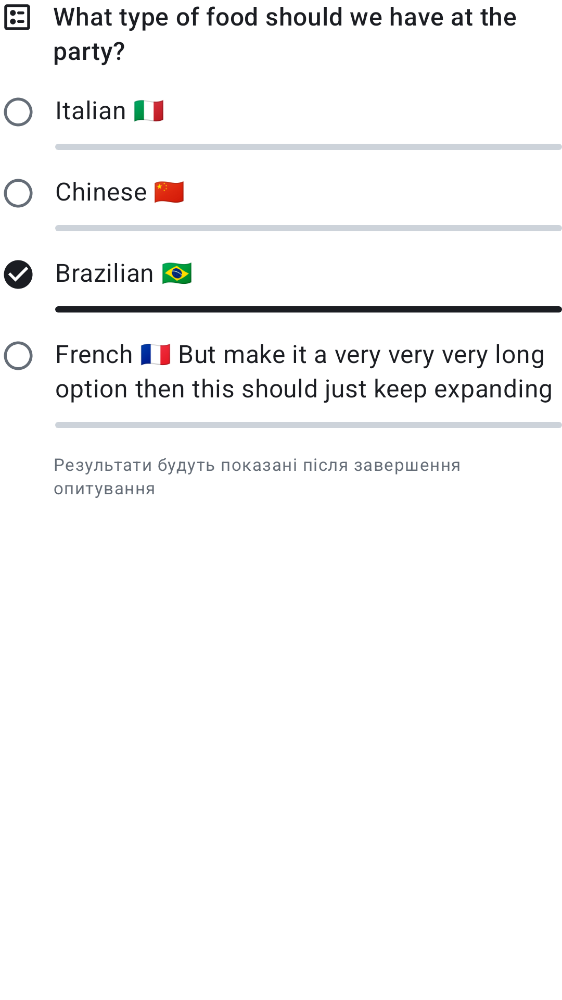 What type of food should we have at the
party?
Italian 🇮🇹
Chinese 🇨🇳
Brazilian 🇧🇷
French 🇫🇷 But make it a very very very long
option then this should just keep expanding
Результати будуть показані після завершення
опитування